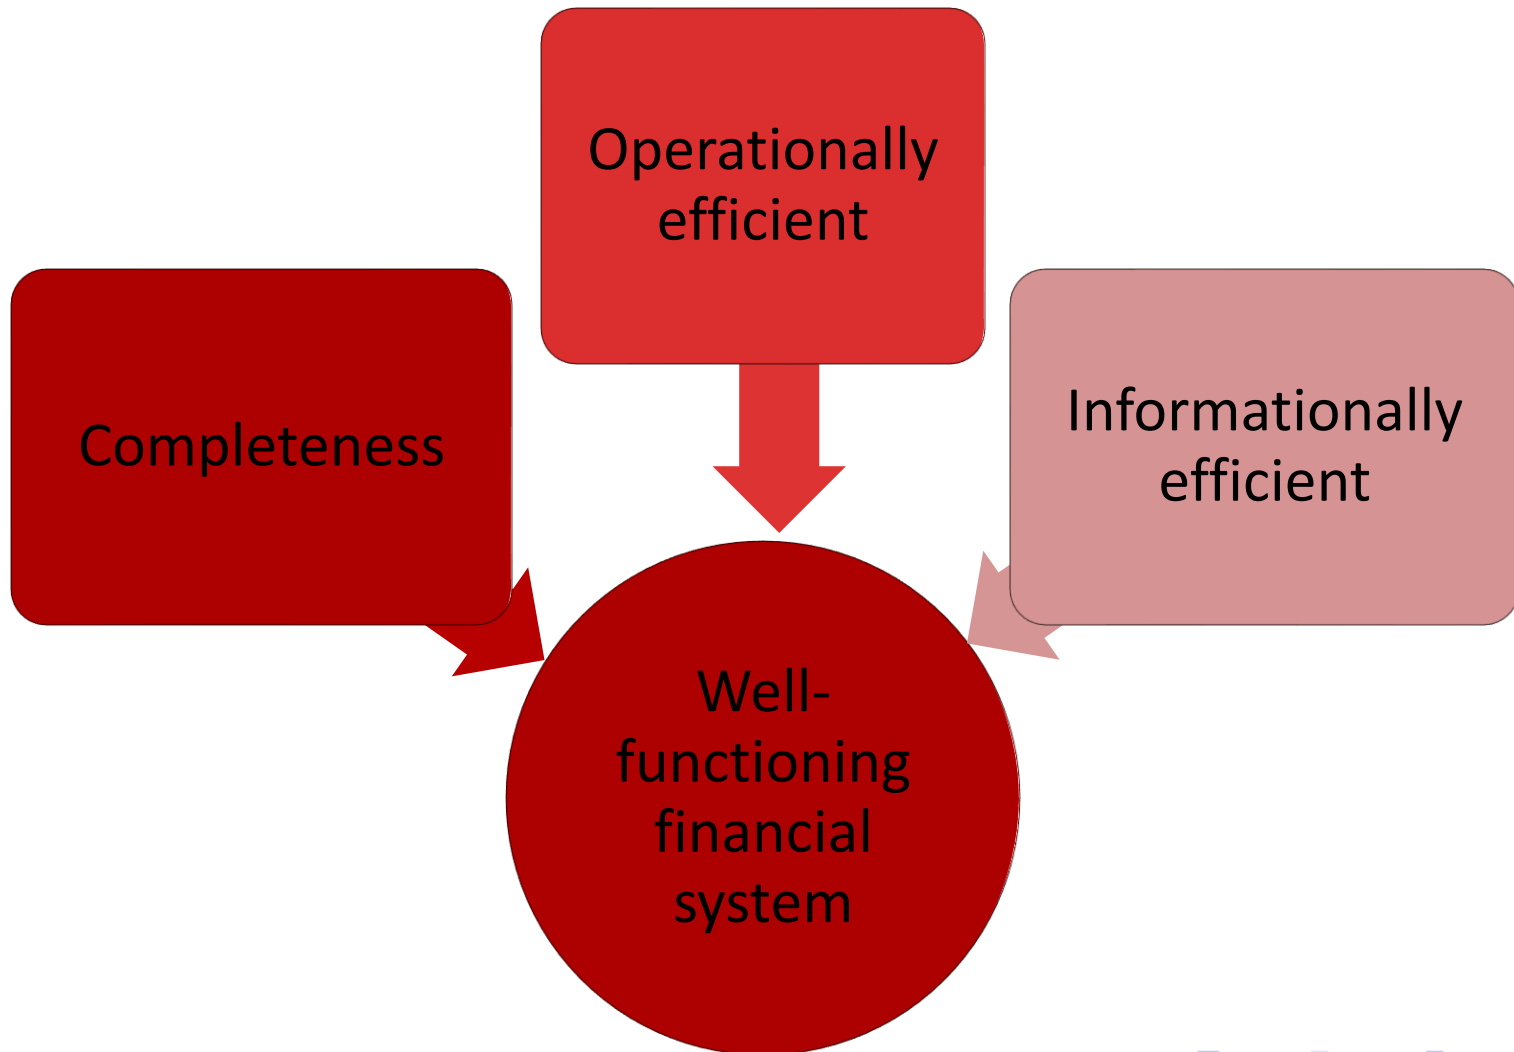 Operationally
efficient
Completeness
Informationally
efficient
Well-
functioning
financial
system